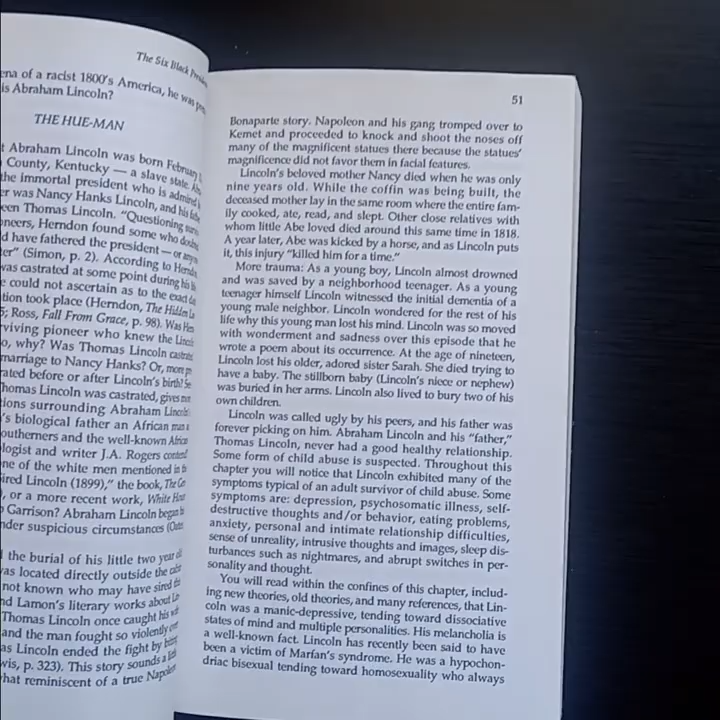 The Six Black
ena of a racist 1800's America, he was
is Abraham Lincoln?
THE HUE-MAN
t Abraham Lincoln was born February
County, Kentucky — a slave state.
the immortal president who is
er was Nancy Hanks Lincoln, and his
een Thomas Lincoln. "Questioning
oneers, Herndon found some who
d have fathered the president — or
ter" (Simon, p. 2). According to
was castrated at some point during his
e could not ascertain as to the exact
tion took place (Herndon, The Hidden
5; Ross, Fall From Grace, p. 98). Was
rviving pioneer who knew the
o, why? Was Thomas Lincoln
marriage to Nancy Hanks? Or, more
rated before or after Lincoln's birth?
Thomas Lincoln was castrated, gives
tions surrounding Abraham
's biological father an African man
outherners and the well-known African
ologist and writer J.A. Rogers
ne of the white men mentioned in
ired Lincoln (1899)," the book, The
), or a more recent work, White
Garrison? Abraham Lincoln began
nder suspicious circumstances
d the burial of his little two year
as located directly outside the
not known who may have sired
nd Lamon's literary works about
Thomas Lincoln once caught his
and the man fought so violently
as Lincoln ended the fight by
wis, p. 323). This story sounds a
hat reminiscent of a true
51
Bonaparte story. Napoleon and his gang tromped over to
Kemet and proceeded to knock and shoot the noses off
many of the magnificent statues there because the statues'
magnificence did not favor them in facial features.
Lincoln's beloved mother Nancy died when he was only
nine years old. While the coffin was being built, the
deceased mother lay in the same room where the entire fam-
ily cooked, ate, read, and slept. Other close relatives with
whom little Abe loved died around this same time in 1818.
A year later, Abe was kicked by a horse, and as Lincoln puts
it, this injury "killed him for a time."
More trauma: As a young boy, Lincoln almost drowned
and was saved by a neighborhood teenager. As a young
teenager himself Lincoln witnessed the initial dementia of a
young male neighbor. Lincoln wondered for the rest of his
life why this young man lost his mind. Lincoln was so moved
with wonderment and sadness over this episode that he
wrote a poem about its occurrence. At the age of nineteen,
Lincoln lost his older, adored sister Sarah. She died trying to
have a baby. The stillborn baby (Lincoln's niece or nephew)
was buried in her arms. Lincoln also lived to bury two of his
own children.
Lincoln was called ugly by his peers, and his father was
forever picking on him. Abraham Lincoln and his "father,"
Thomas Lincoln, never had a good healthy relationship.
Some form of child abuse is suspected. Throughout this
chapter you will notice that Lincoln exhibited many of the
symptoms typical of an adult survivor of child abuse. Some
symptoms are: depression, psychosomatic illness, self-
destructive thoughts and/or behavior, eating problems,
anxiety, personal and intimate relationship difficulties,
sense of unreality, intrusive thoughts and images, sleep dis-
turbances such as nightmares, and abrupt switches in per-
sonality and thought.
You will read within the confines of this chapter, includ-
ing new theories, old theories, and many references, that Lin-
coln was a manic-depressive, tending toward dissociative
states of mind and multiple personalities. His melancholia is
a well-known fact. Lincoln has recently been said to have
been a victim of Marfan's syndrome. He was a hypochon-
driac bisexual tending toward homosexuality who always